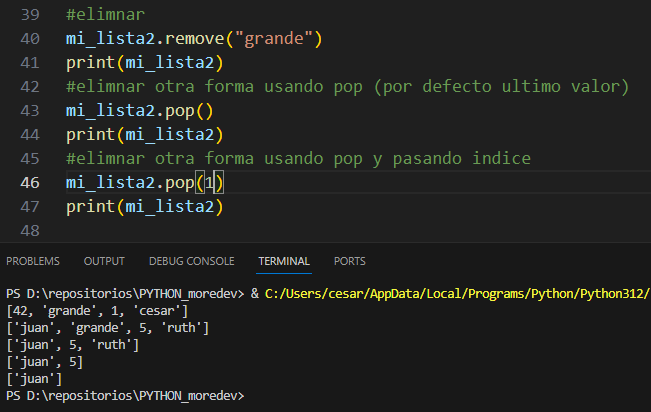 39 #elimnar
40 mi_lista2.remove("grande")
41 print(mi_lista2)
42 #elimnar otra forma usando pop (por defecto ultimo valor)
43 mi_lista2.pop()
44 print(mi_lista2)
45 #elimnar otra forma usando pop y pasando indice
46 mi_lista2.pop(1)
47 print(mi_lista2)
48
PROBLEMS OUTPUT DEBUG CONSOLE TERMINAL PORTS
PS D:\repositorios\PYTHON_moredev> & C:/Users/cesar/AppData/Local/Programs/Python/Python312/
[42, 'grande', 1, 'cesar']
['juan', 'grande', 5, 'ruth']
['juan', 5, 'ruth']
['juan', 5]
['juan']
PS D:\repositorios\PYTHON_moredev>